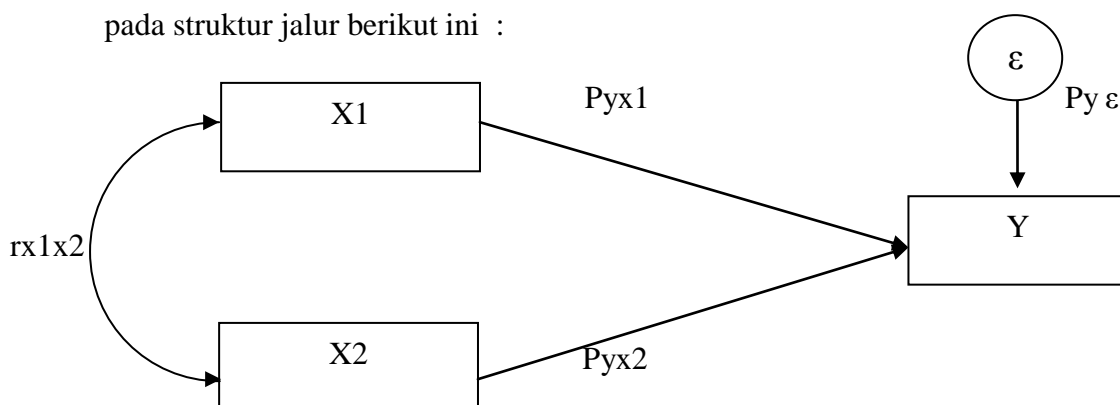 pada struktur jalur berikut ini :
ε
Pyx1
Py ε
X1
Y
rx1x2
X2
Pyx2